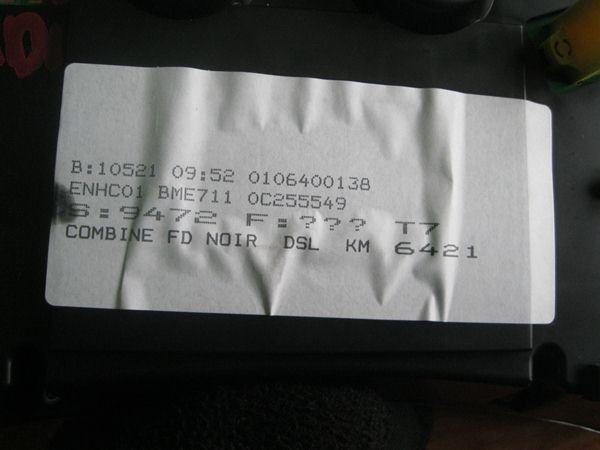 B:10521 09:52 0106400138
ENHC01 BME711 0C255549
S:9472 F:??? T7
COMBINE FD NOIR DSL KM 6421